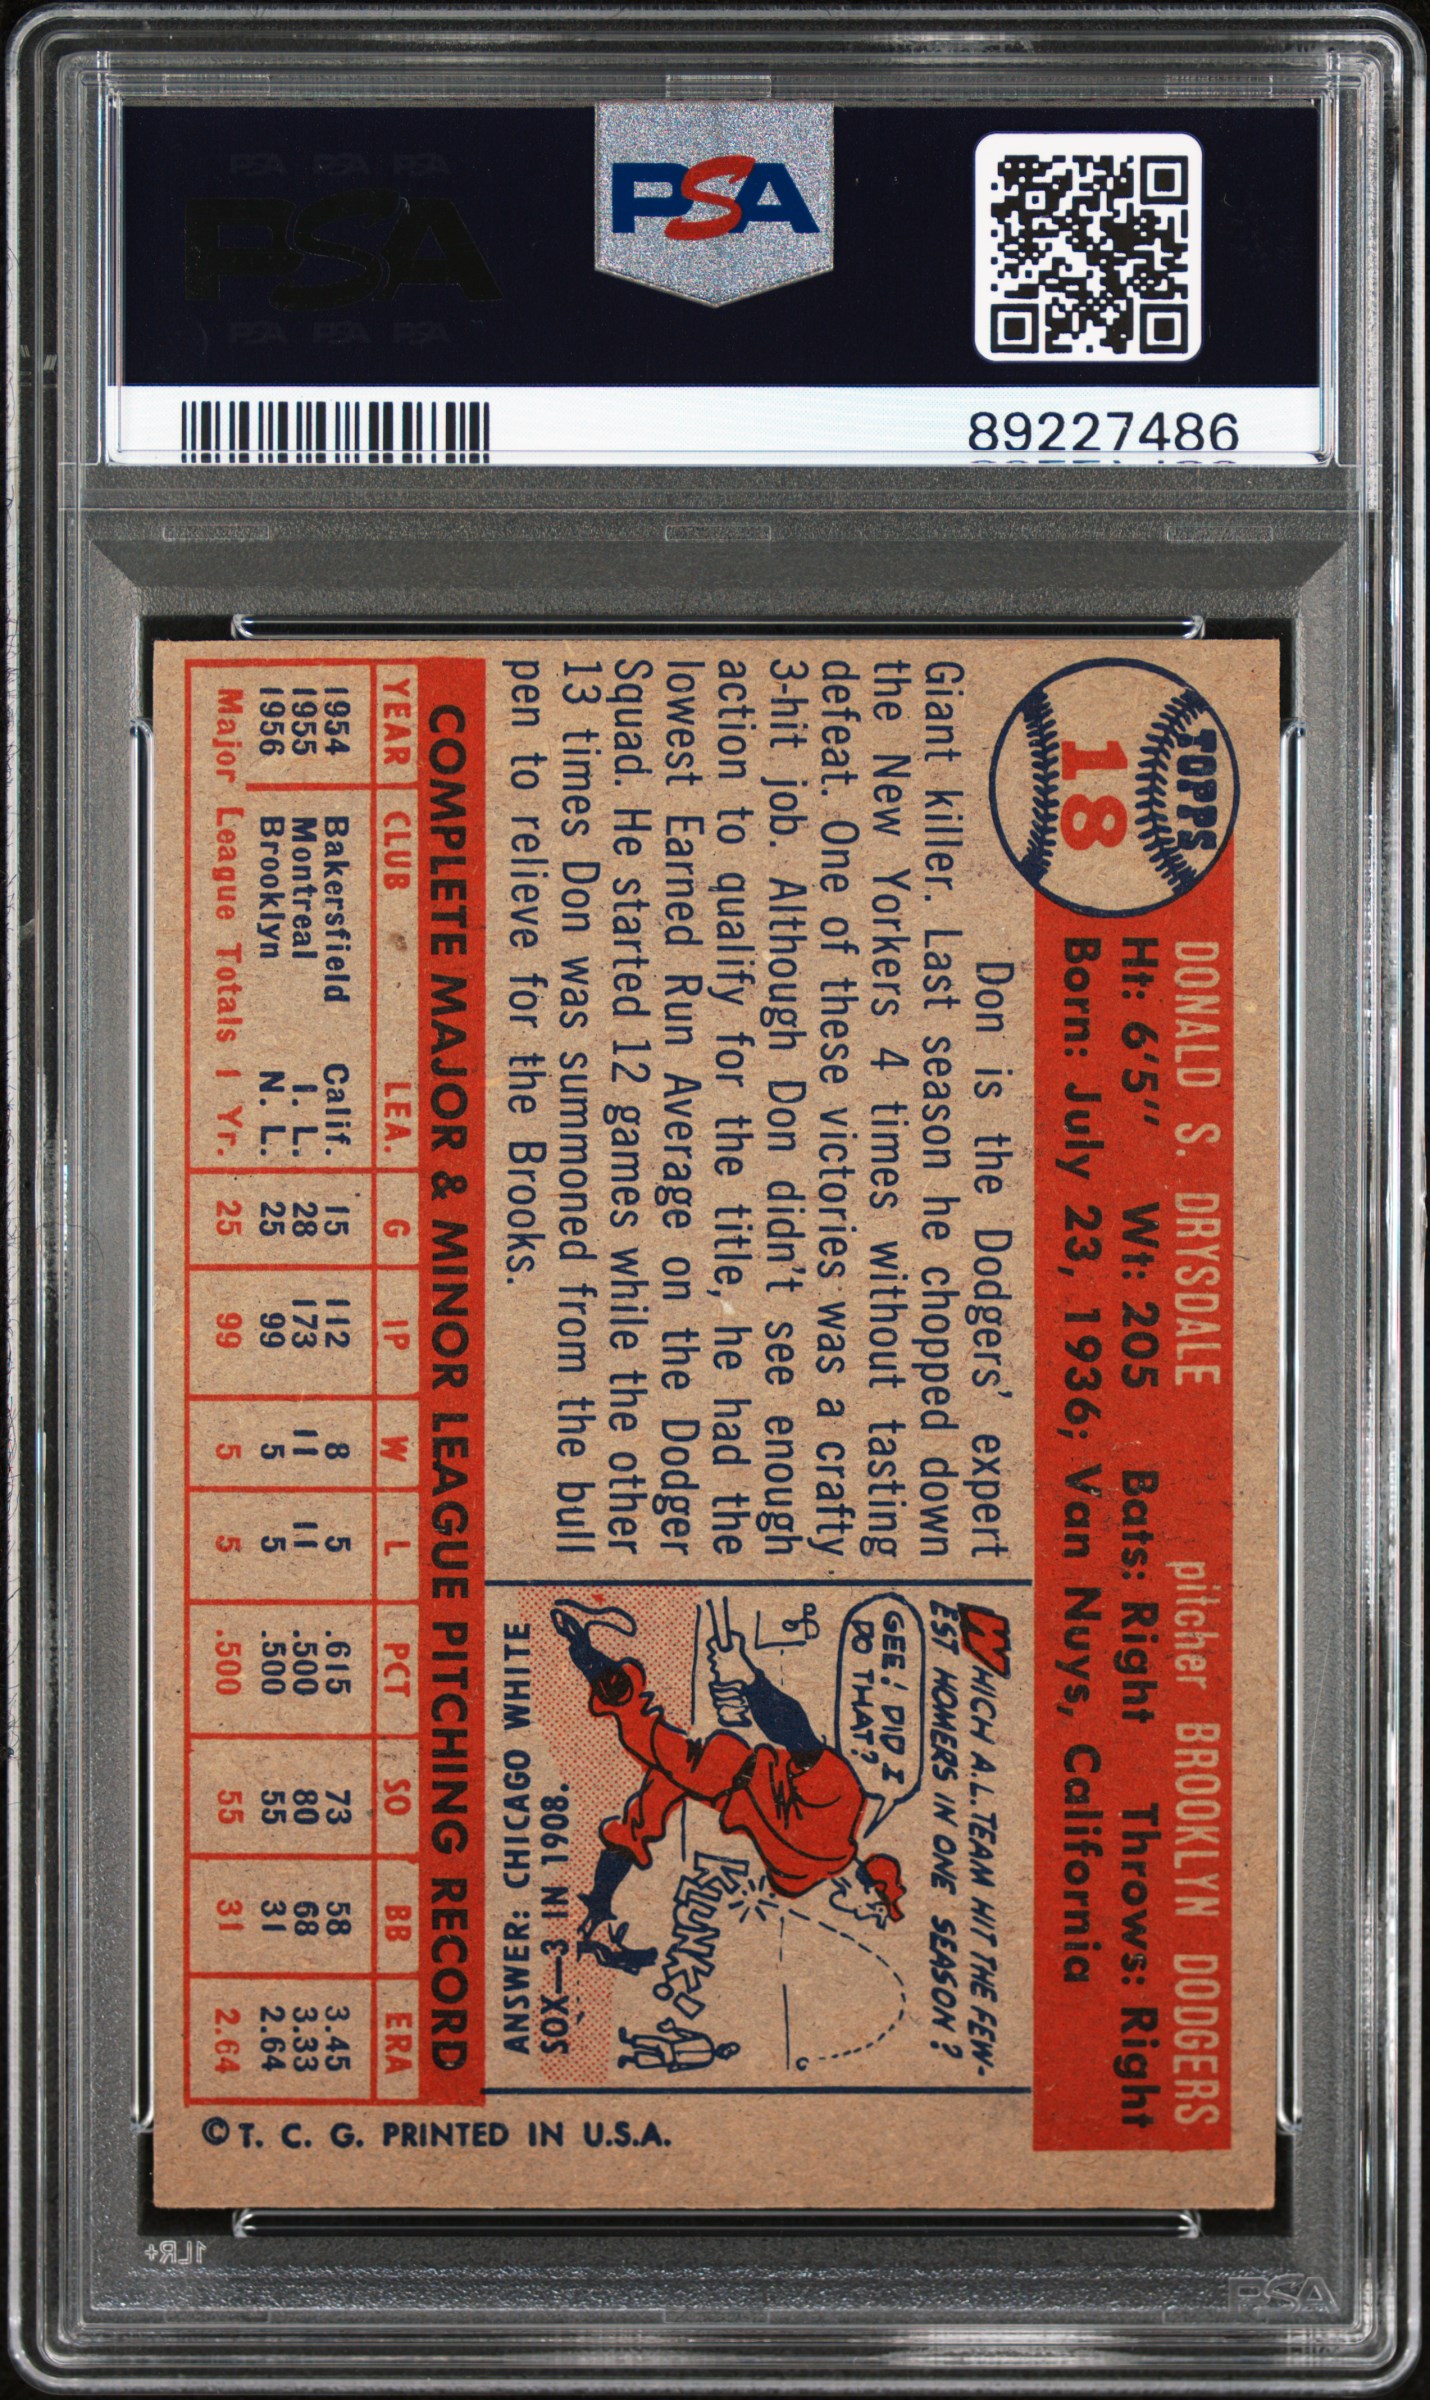 PSA PSA PSA
PSA
PSA PSA PSA
PSA
89227486
TOPPS
18
DONALD S. DRYSDALE pitcher BROOKLYN DODGERS
Ht: 6'5" Wt: 205 Bats: Right Throws: Right
Born: July 23, 1936; Van Nuys, California
Don is the Dodgers' expert
Giant killer. Last season he chopped down
the New Yorkers 4 times without tasting
defeat. One of these victories was a crafty
3-hit job. Although Don didn't see enough
action to qualify for the title, he had the
lowest Earned Run Average on the Dodger
Squad. He started 12 games while the other
13 times Don was summoned from the bull
pen to relieve for the Brooks.
WHICH A.L. TEAM HIT THE FEW-
EST HOMERS IN ONE SEASON?
GEE! DID I
DO THAT?
KLUNK!
ANSWER: CHICAGO WHITE
SOX—3 IN 1908.
COMPLETE MAJOR & MINOR LEAGUE PITCHING RECORD
YEAR CLUB LEA. G IP W L PCT SO BB ERA
1954 Bakersfield Calif. 15 112 8 5 .615 73 58 3.45
1955 Montreal I. L. 28 173 11 11 .500 80 68 3.33
1956 Brooklyn N. L. 25 99 5 5 .500 55 31 2.64
Major League Totals 1 Yr. 25 99 5 5 .500 55 31 2.64
© T. C. G. PRINTED IN U.S.A.
1LR+
PSA